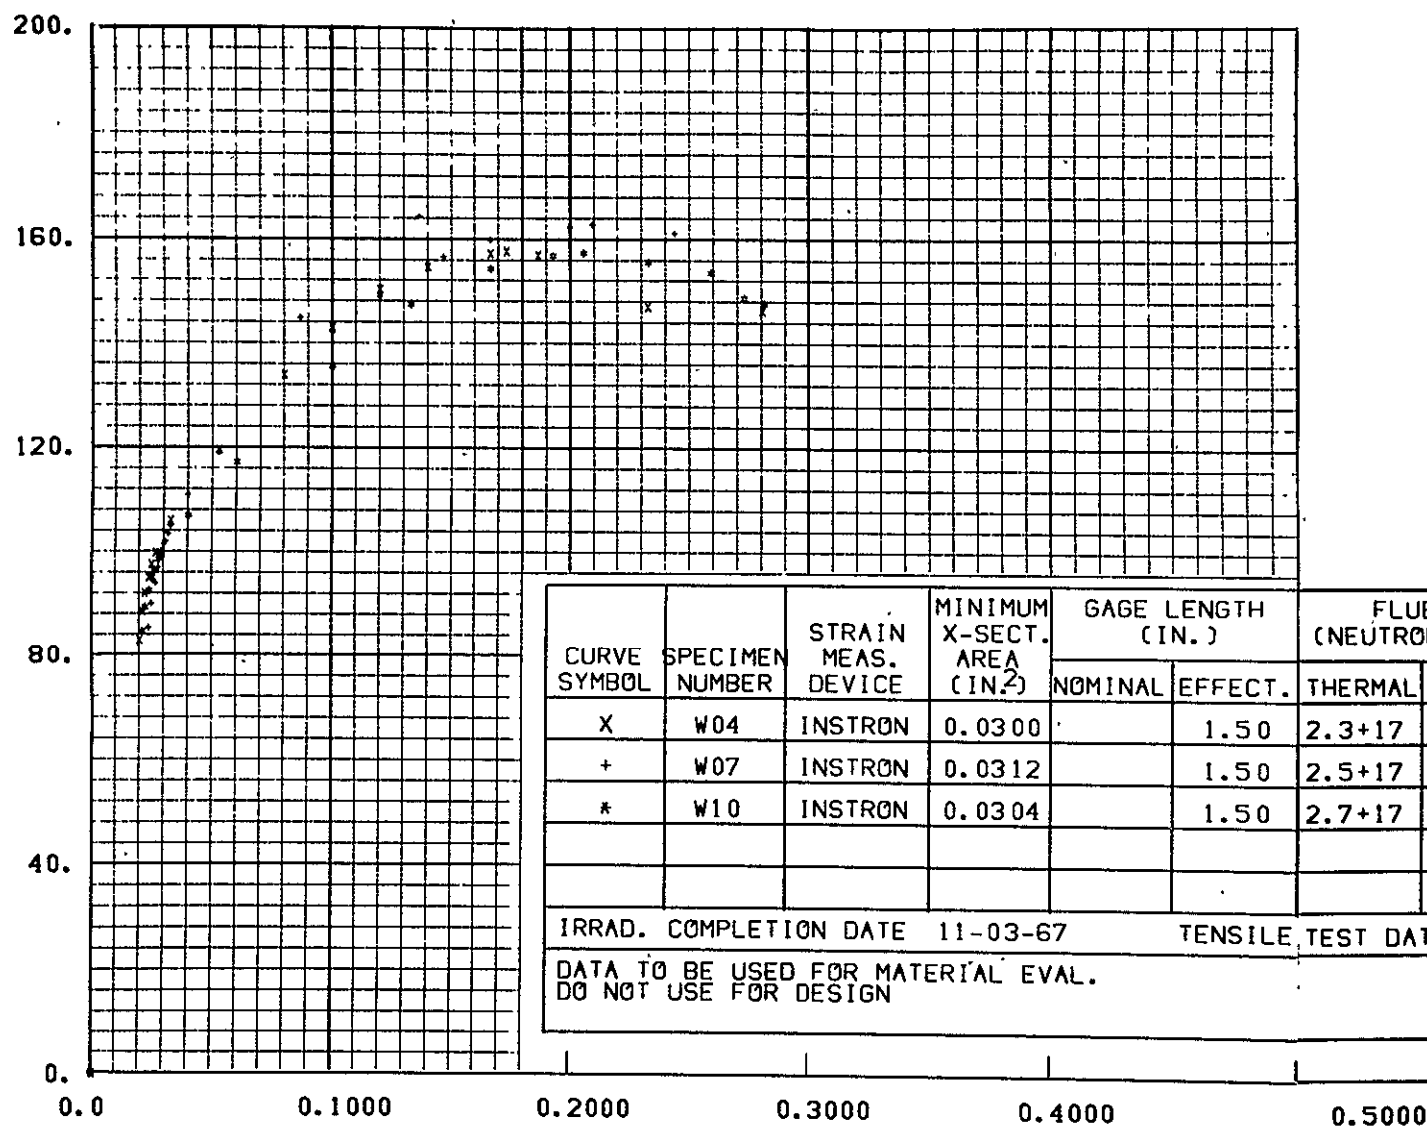 200.
160.
120.
80.
40.
0.
0.0 0.1000 0.2000 0.3000 0.4000 0.5000
CURVE SYMBOL SPECIMEN NUMBER STRAIN MEAS. DEVICE MINIMUM X-SECT. AREA (IN.2) GAGE LENGTH (IN.) NOMINAL EFFECT. THERMAL
X W04 INSTRON 0.0300 1.50 2.3+17
+ W07 INSTRON 0.0312 1.50 2.5+17
* W10 INSTRON 0.0304 1.50 2.7+17
IRRAD. COMPLETION DATE 11-03-67 TENSILE TEST
DATA TO BE USED FOR MATERIAL EVAL.
DO NOT USE FOR DESIGN